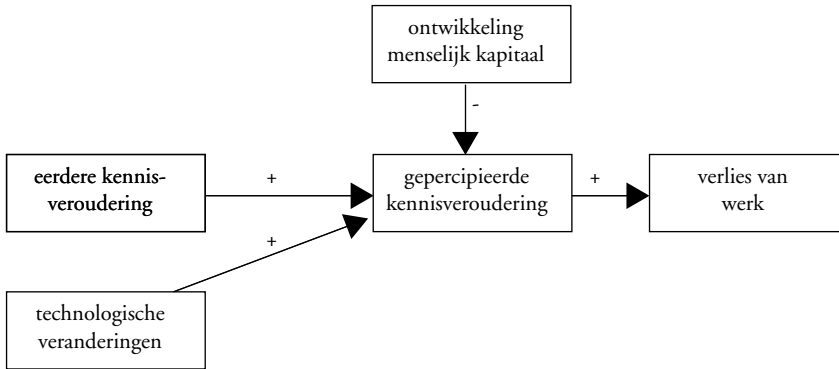 ontwikkeling
menselijk kapitaal
-
eerdere kennis-
veroudering
+
gepercipieerde
kennisveroudering
+
verlies van
werk
+
technologische
veranderingen